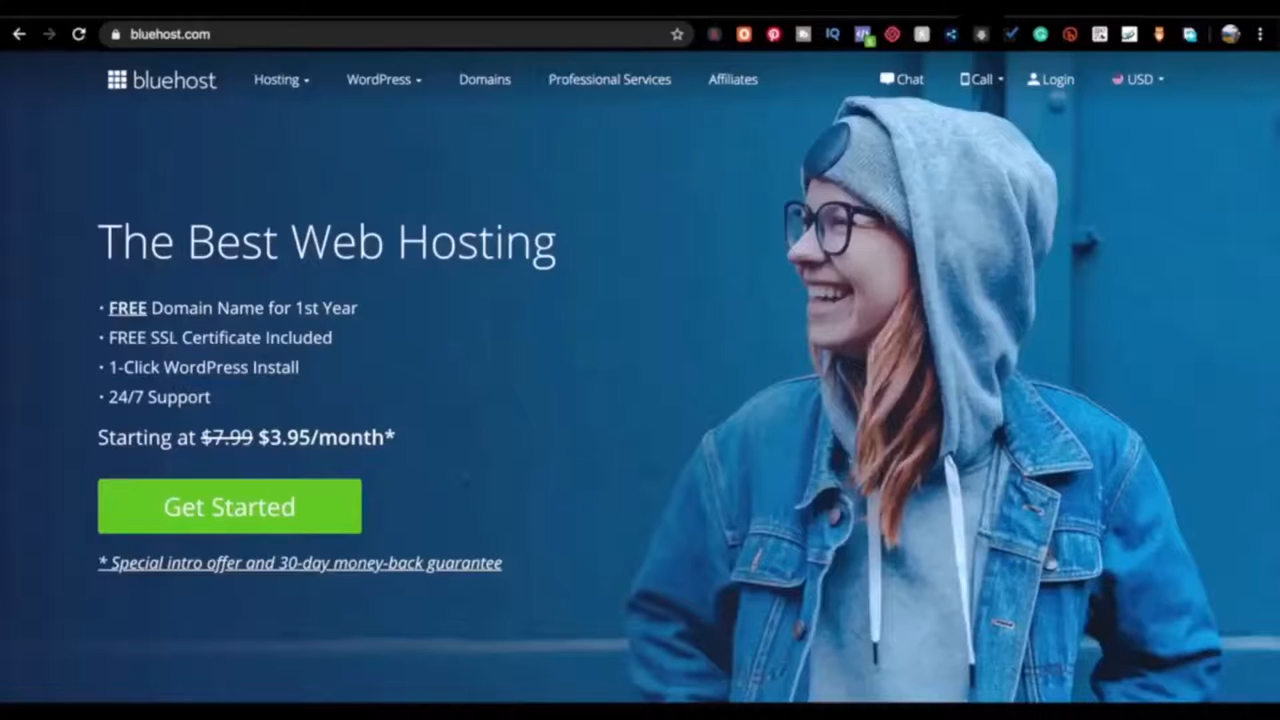 bluehost.com
bluehost Hosting WordPress Domains Professional Services Affiliates Chat Call Login USD
The Best Web Hosting
· FREE Domain Name for 1st Year
· FREE SSL Certificate Included
· 1-Click WordPress Install
· 24/7 Support
Starting at $7.99 $3.95/month*
Get Started
* Special intro offer and 30-day money-back guarantee